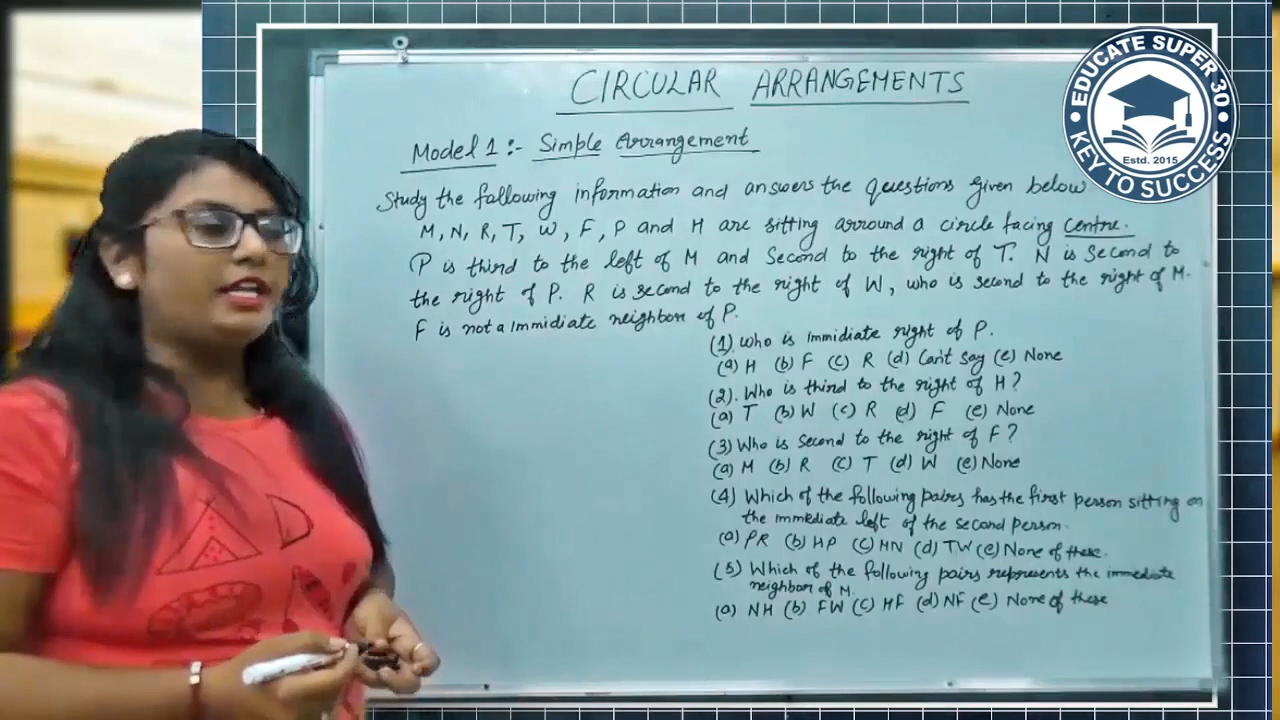 CIRCULAR ARRANGEMENTS
Model 1:- Simple Arrangement
Study the following information and answers the questions given below
M, N, R, T, W, F, P and H are sitting arround a circle facing centre.
P is third to the left of M and Second to the right of T. N is Second to
the right of P. R is second to the right of W, who is second to the right of M.
F is not a immidiate neighbor of P.
(1). Who is immidiate right of P.
(a) H (b) F (c) R (d) Can't say (e) None
(2). Who is third to the right of H?
(a) T (b) W (c) R (d) F (e) None
(3) Who is second to the right of F?
(a) M (b) R (c) T (d) W (e) None
(4) Which of the following pairs has the first person sitting on
the immediate left of the second person.
(a) PR (b) HP (c) MN (d) TW (e) None of these.
(5) Which of the following pairs represents the immediate
neighbor of M.
(a) NH (b) FW (c) HF (d) NF (e) None of these
EDUCATE SUPER 30
Estd. 2015
KEY TO SUCCESS